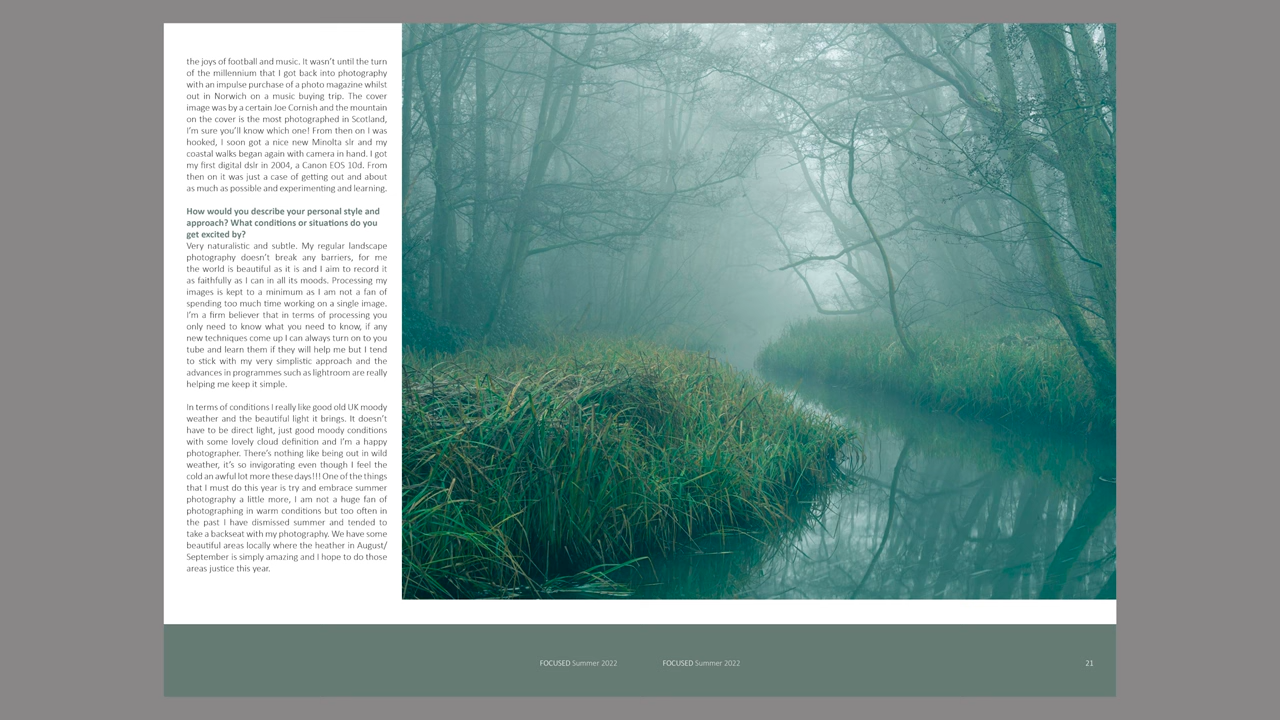 the joys of football and music. It wasn't until the turn
of the millennium that I got back into photography
with an impulse purchase of a photo magazine whilst
out in Norwich on a music buying trip. The cover
image was by a certain Joe Cornish and the mountain
on the cover is the most photographed in Scotland,
I'm sure you'll know which one! From then on I was
hooked, I soon got a nice new Minolta slr and my
coastal walks began again with camera in hand. I got
my first digital dslr in 2004, a Canon EOS 10d. From
then on it was just a case of getting out and about
as much as possible and experimenting and learning.
How would you describe your personal style and
approach? What conditions or situations do you
get excited by?
Very naturalistic and subtle. My regular landscape
photography doesn't break any barriers, for me
the world is beautiful as it is and I aim to record it
as faithfully as I can in all its moods. Processing my
images is kept to a minimum as I am not a fan of
spending too much time working on a single image.
I'm a firm believer that in terms of processing you
only need to know what you need to know, if any
new techniques come up I can always turn on to you
tube and learn them if they will help me but I tend
to stick with my very simplistic approach and the
advances in programmes such as lightroom are really
helping me keep it simple.
In terms of conditions I really like good old UK moody
weather and the beautiful light it brings. It doesn't
have to be direct light, just good moody conditions
with some lovely cloud definition and I'm a happy
photographer. There's nothing like being out in wild
weather, it's so invigorating even though I feel the
cold an awful lot more these days!!! One of the things
that I must do this year is try and embrace summer
photography a little more, I am not a huge fan of
photographing in warm conditions but too often in
the past I have dismissed summer and tended to
take a backseat with my photography. We have some
beautiful areas locally where the heather in August/
September is simply amazing and I hope to do those
areas justice this year.
FOCUSED Summer 2022
FOCUSED Summer 2022
21